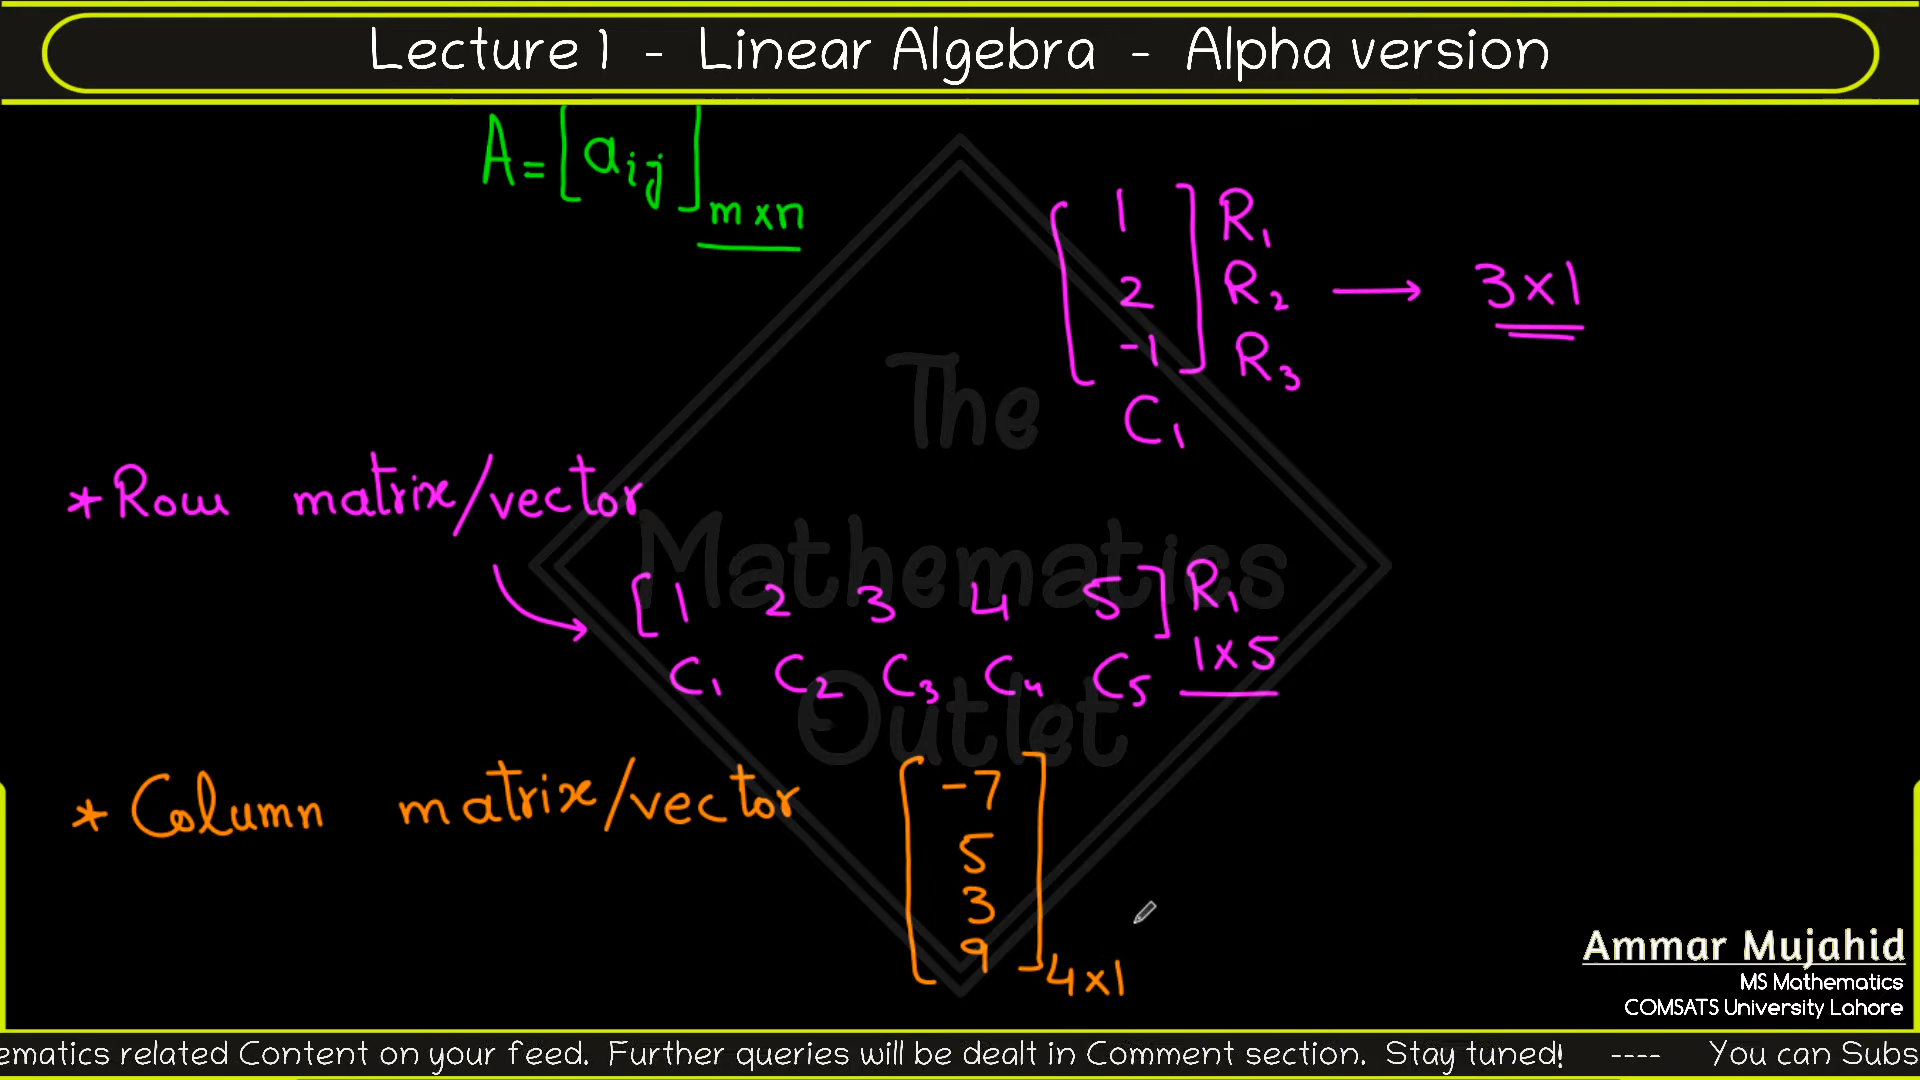 Lecture 1 - Linear Algebra - Alpha version
A = [aij] m×n
[ 1 ] R1
[ 2 ] R2 → 3×1
[ -1 ] R3
C1
* Row matrix/vector
[ 1 2 3 4 5 ] R1
C1 C2 C3 C4 C5 1×5
* Column matrix/vector
[ -7
5
3
9 ] 4×1
The
Mathematics
Outlet
Ammar Mujahid
MS Mathematics
COMSATS University Lahore
ematics related Content on your feed. Further queries will be dealt in Comment section. Stay tuned! ---- You can Subs